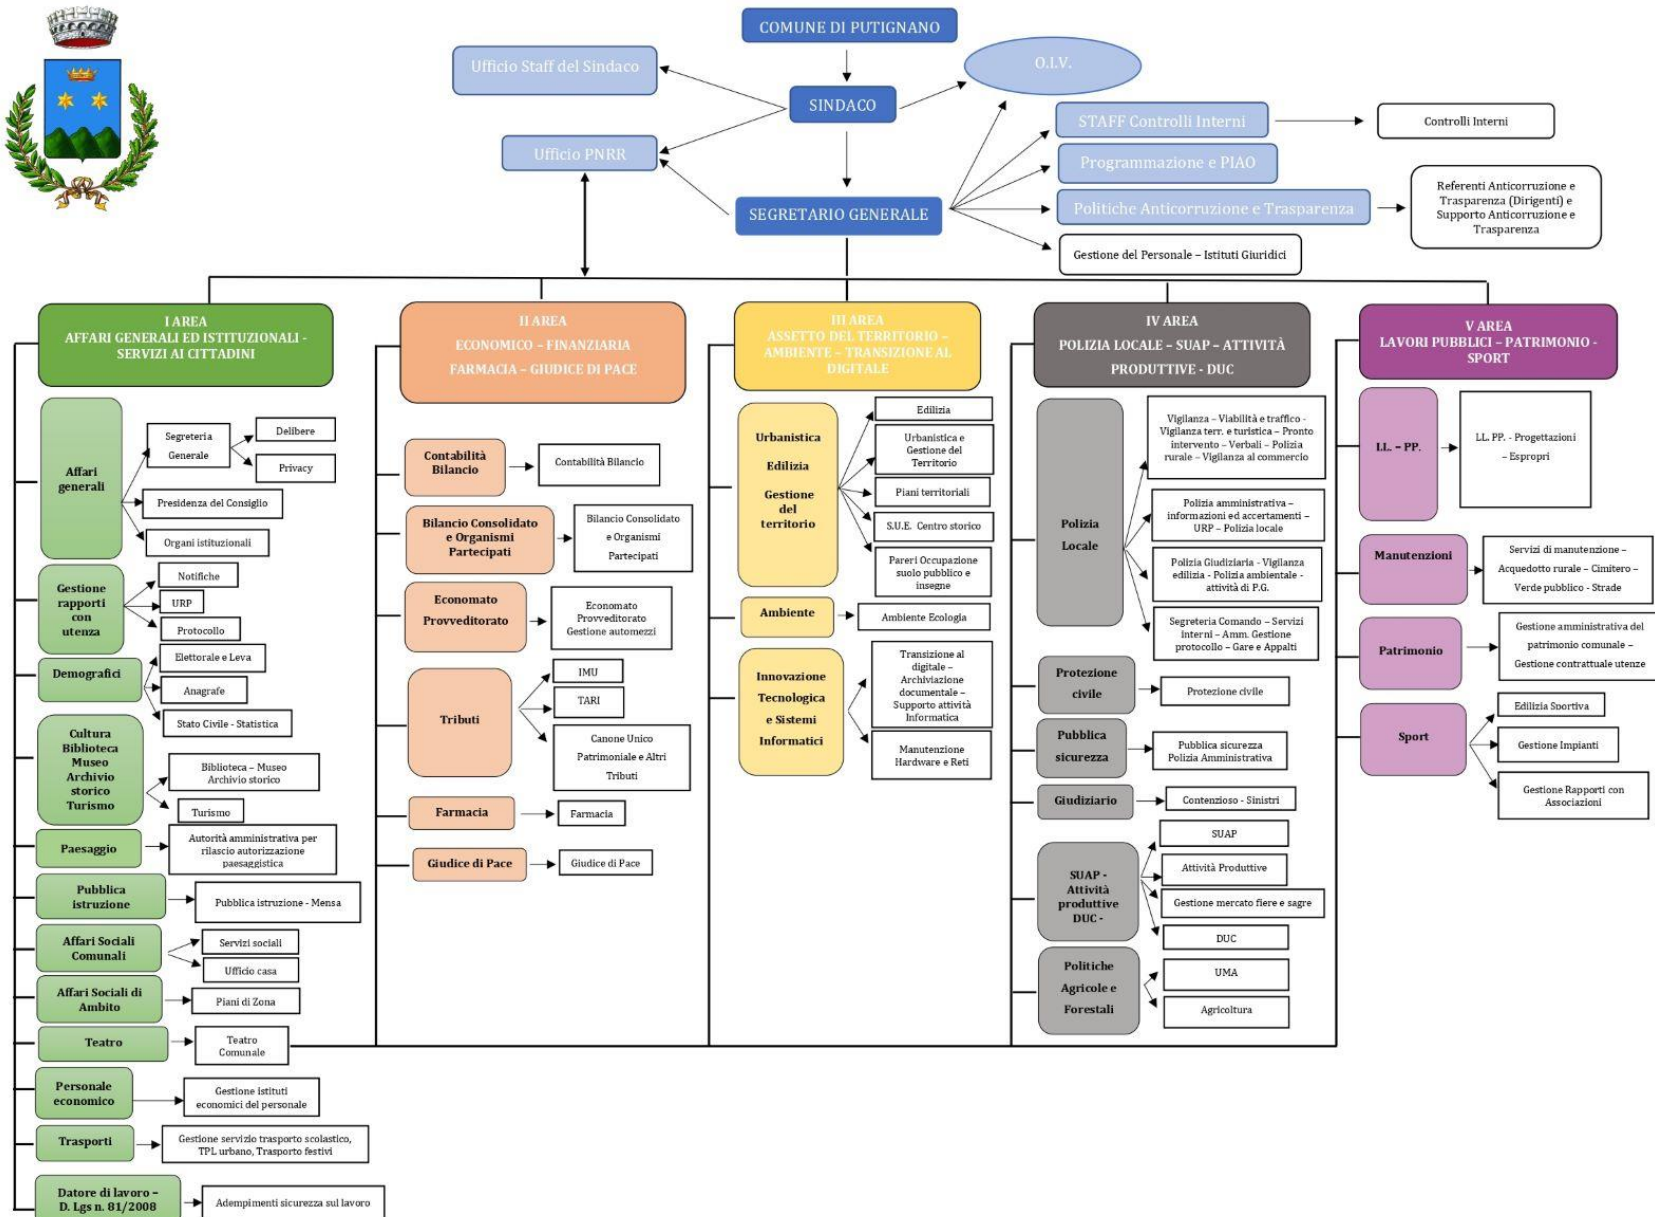 COMUNE DI PUTIGNANO
Ufficio Staff del Sindaco
O.I.V.
SINDACO
STAFF Controlli Interni
Controlli Interni
Ufficio PNRR
Programmazione e PIAO
SEGRETARIO GENERALE
Politiche Anticorruzione e Trasparenza
Referenti Anticorruzione e
Trasparenza (Dirigenti) e
Supporto Anticorruzione e
Trasparenza
Gestione del Personale – Istituti Giuridici
I AREA
AFFARI GENERALI ED ISTITUZIONALI -
SERVIZI AI CITTADINI
Affari
generali
Segreteria
Generale
Delibere
Privacy
Presidenza del Consiglio
Organi istituzionali
Gestione
rapporti
con
utenza
Notifiche
URP
Protocollo
Demografici
Elettorale e Leva
Anagrafe
Stato Civile - Statistica
Cultura
Biblioteca
Museo
Archivio
storico
Turismo
Biblioteca – Museo
Archivio storico
Turismo
Paesaggio
Autorità amministrativa per
rilascio autorizzazione
paesaggistica
Pubblica
istruzione
Pubblica istruzione - Mensa
Affari Sociali
Comunali
Servizi sociali
Ufficio casa
Affari Sociali di
Ambito
Piani di Zona
Teatro
Teatro
Comunale
Personale
economico
Gestione istituti
economici del personale
Trasporti
Gestione servizio trasporto scolastico,
TPL urbano, Trasporto festivi
Datore di lavoro –
D. Lgs n. 81/2008
Adempimenti sicurezza sul lavoro
II AREA
ECONOMICO – FINANZIARIA
FARMACIA – GIUDICE DI PACE
Contabilità
Bilancio
Contabilità Bilancio
Bilancio Consolidato
e Organismi
Partecipati
Bilancio Consolidato
e Organismi
Partecipati
Economato
Provveditorato
Economato
Provveditorato
Gestione automezzi
Tributi
IMU
TARI
Canone Unico
Patrimoniale e Altri
Tributi
Farmacia
Farmacia
Giudice di Pace
Giudice di Pace
III AREA
ASSETTO DEL TERRITORIO –
AMBIENTE – TRANSIZIONE AL
DIGITALE
Urbanistica
Edilizia
Gestione
del
territorio
Edilizia
Urbanistica e
Gestione del
Territorio
Piani territoriali
S.U.E. Centro storico
Pareri Occupazione
suolo pubblico e
insegne
Ambiente
Ambiente Ecologia
Innovazione
Tecnologica
e Sistemi
Informatici
Transizione al
digitale –
Archiviazione
documentale –
Supporto attività
Informatica
Manutenzione
Hardware e Reti
IV AREA
POLIZIA LOCALE – SUAP – ATTIVITÀ
PRODUTTIVE - DUC
Polizia
Locale
Vigilanza – Viabilità e traffico -
Vigilanza terr. e turistica – Pronto
intervento – Verbali – Polizia
rurale – Vigilanza al commercio
Polizia amministrativa –
informazioni ed accertamenti –
URP – Polizia locale
Polizia Giudiziaria - Vigilanza
edilizia - Polizia ambientale -
attività di P.G.
Segreteria Comando – Servizi
interni – Amm. Gestione
protocollo – Gare e Appalti
Protezione
civile
Protezione civile
Pubblica
sicurezza
Pubblica sicurezza
Polizia Amministrativa
Giudiziario
Contenzioso - Sinistri
SUAP -
Attività
produttive
DUC -
SUAP
Attività Produttive
Gestione mercato fiere e sagre
DUC
Politiche
Agricole e
Forestali
UMA
Agricoltura
V AREA
LAVORI PUBBLICI – PATRIMONIO -
SPORT
LL. – PP.
LL. PP. - Progettazioni
– Espropri
Manutenzioni
Servizi di manutenzione –
Acquedotto rurale – Cimitero –
Verde pubblico - Strade
Patrimonio
Gestione amministrativa del
patrimonio comunale –
Gestione contrattuale utenze
Sport
Edilizia Sportiva
Gestione Impianti
Gestione Rapporti con
Associazioni